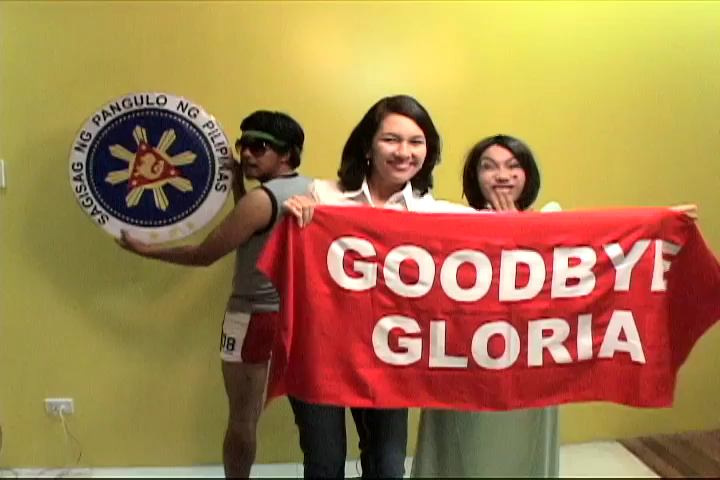 SAGISAG NG PANGULO NG PILIPINAS
GOODBYE
GLORIA
08